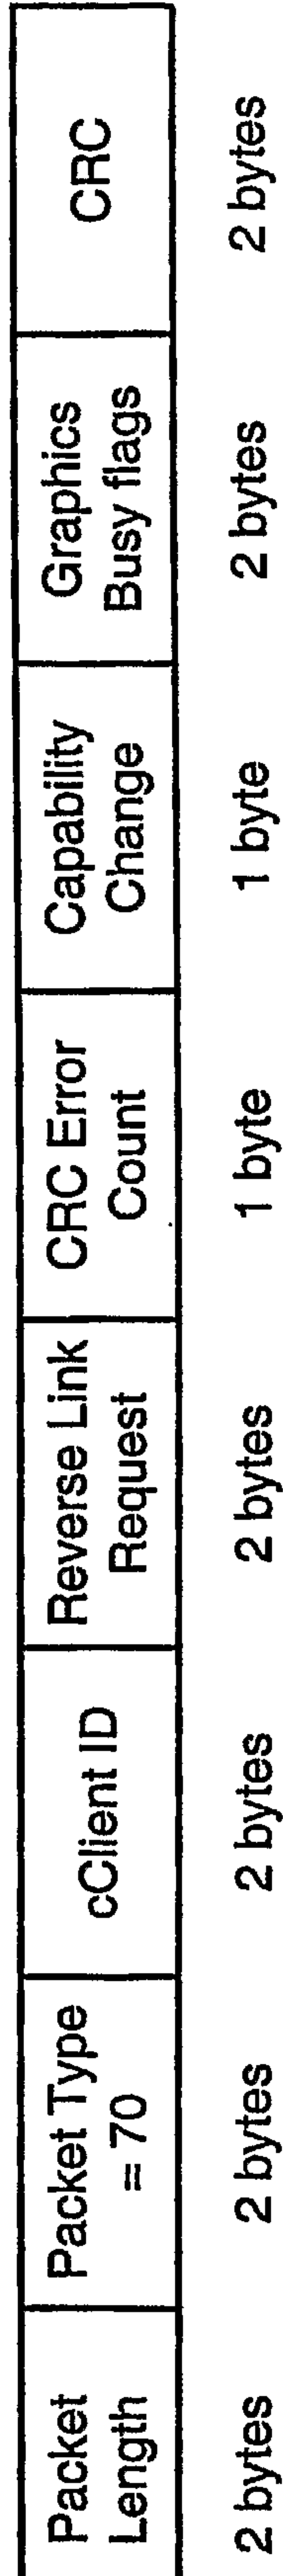 Packet
Length
2 bytes
Packet Type
= 70
2 bytes
cClient ID
2 bytes
Reverse Link
Request
2 bytes
CRC Error
Count
1 byte
Capability
Change
1 byte
Graphics
Busy flags
2 bytes
CRC
2 bytes